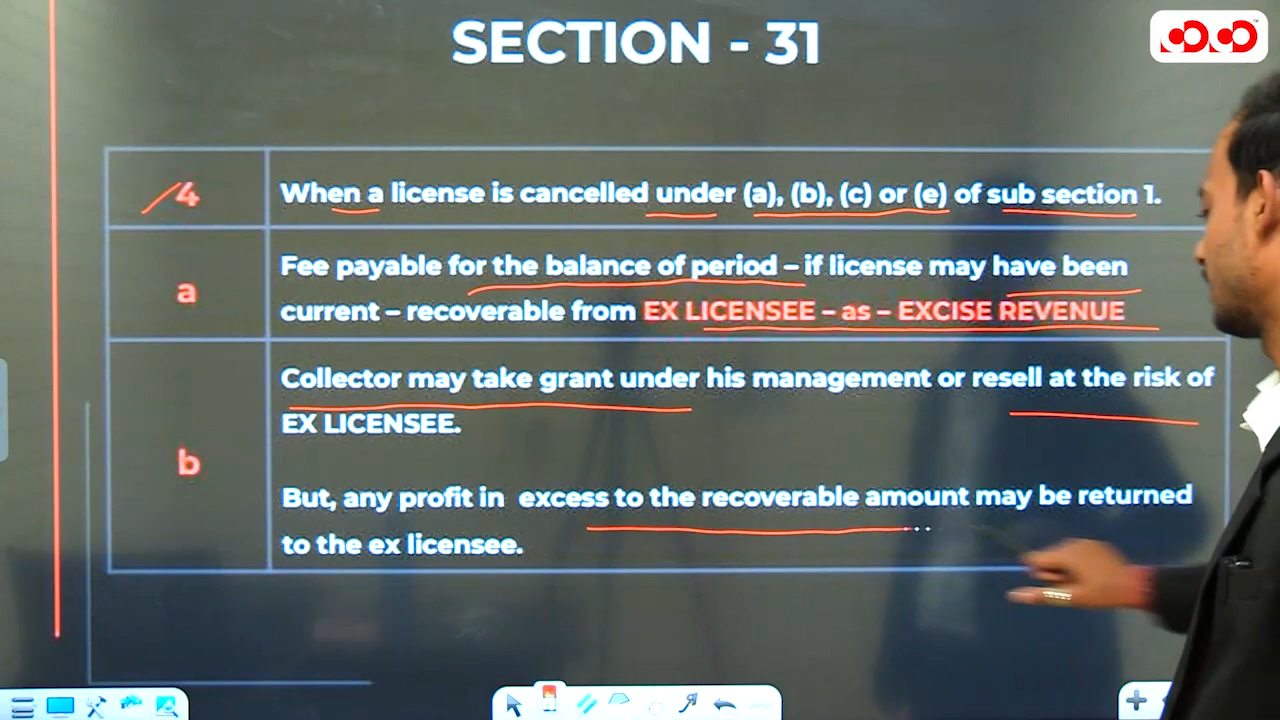 SECTION - 31
4
When a license is cancelled under (a), (b), (c) or (e) of sub section 1.
a
Fee payable for the balance of period – if license may have been
current – recoverable from EX LICENSEE – as – EXCISE REVENUE
b
Collector may take grant under his management or resell at the risk of
EX LICENSEE.
But, any profit in excess to the recoverable amount may be returned
to the ex licensee.